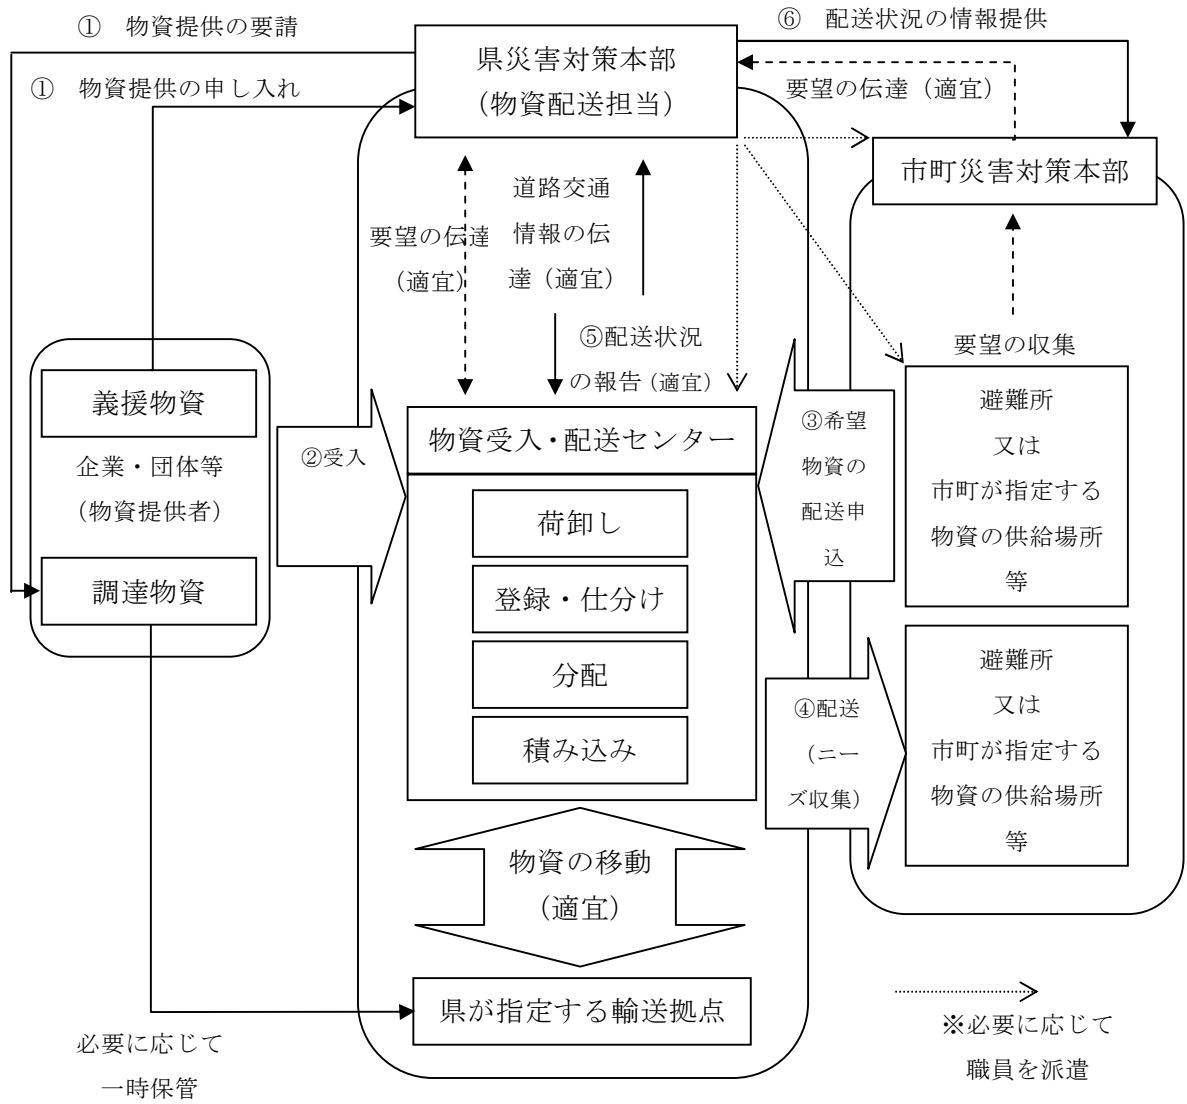 ①　物資提供の要請
⑥　配送状況の情報提供
県災害対策本部
（物資配送担当）
①　物資提供の申し入れ
要望の伝達（適宜）
市町災害対策本部
要望の伝達
（適宜）
道路交通
情報の伝
達（適宜）
⑤配送状況
の報告（適宜）
要望の収集
義援物資
企業・団体等
（物資提供者）
調達物資
②受入
物資受入・配送センター
荷卸し
登録・仕分け
分配
積み込み
③希望
物資の
配送申
込
避難所
又は
市町が指定する
物資の供給場所
等
④配送
（ニー
ズ収集）
避難所
又は
市町が指定する
物資の供給場所
等
物資の移動
（適宜）
県が指定する輸送拠点
必要に応じて
一時保管
※必要に応じて
職員を派遣